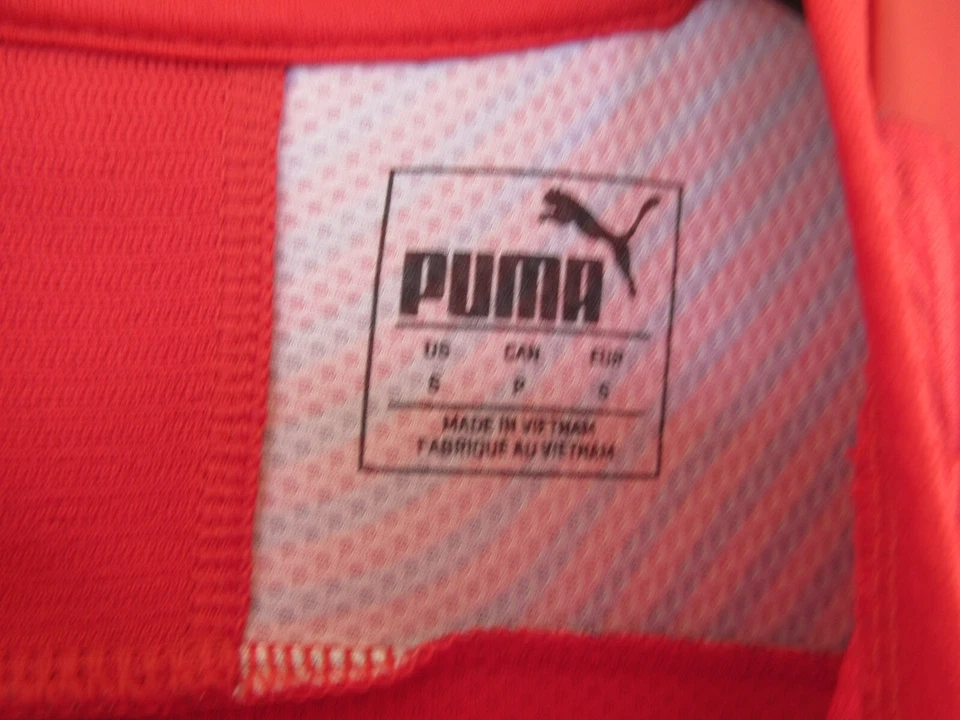 PUMA
US CAN EUR
S P S
MADE IN VIETNAM
FABRIQUÉ AU VIETNAM